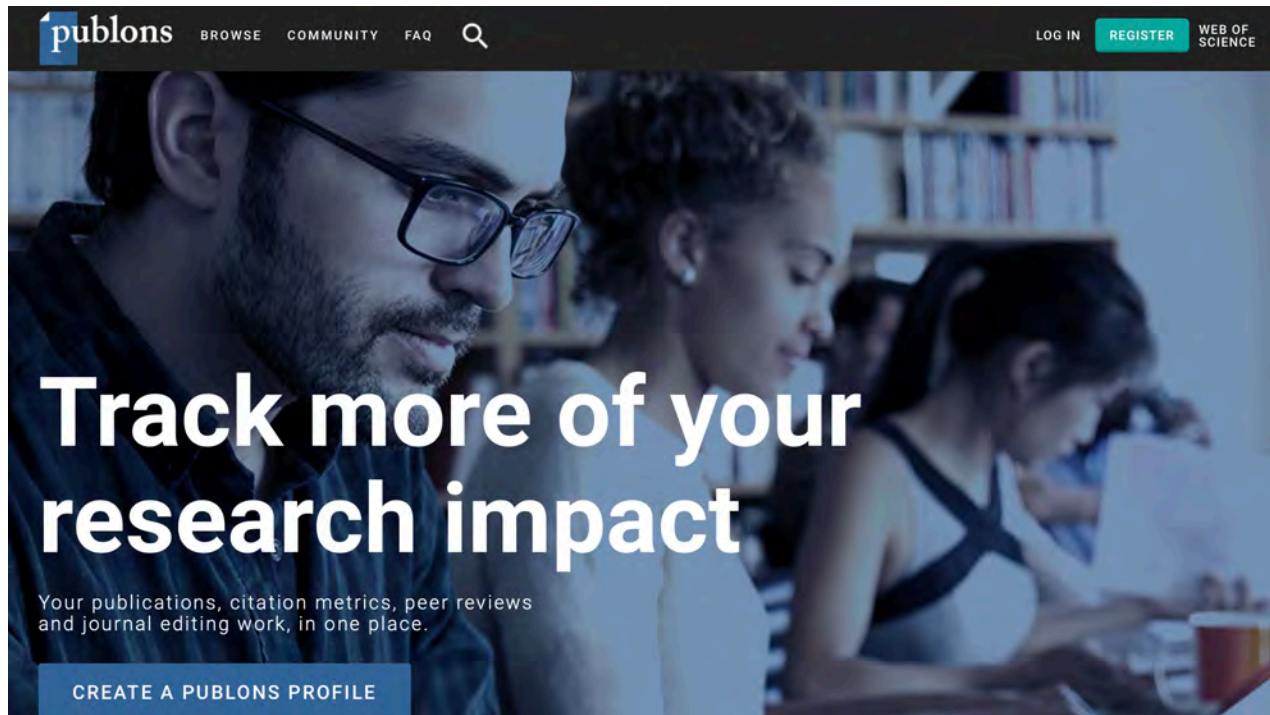 publons BROWSE COMMUNITY FAQ LOG IN REGISTER WEB OF
SCIENCE
Track more of your
research impact
Your publications, citation metrics, peer reviews
and journal editing work, in one place.
CREATE A PUBLONS PROFILE